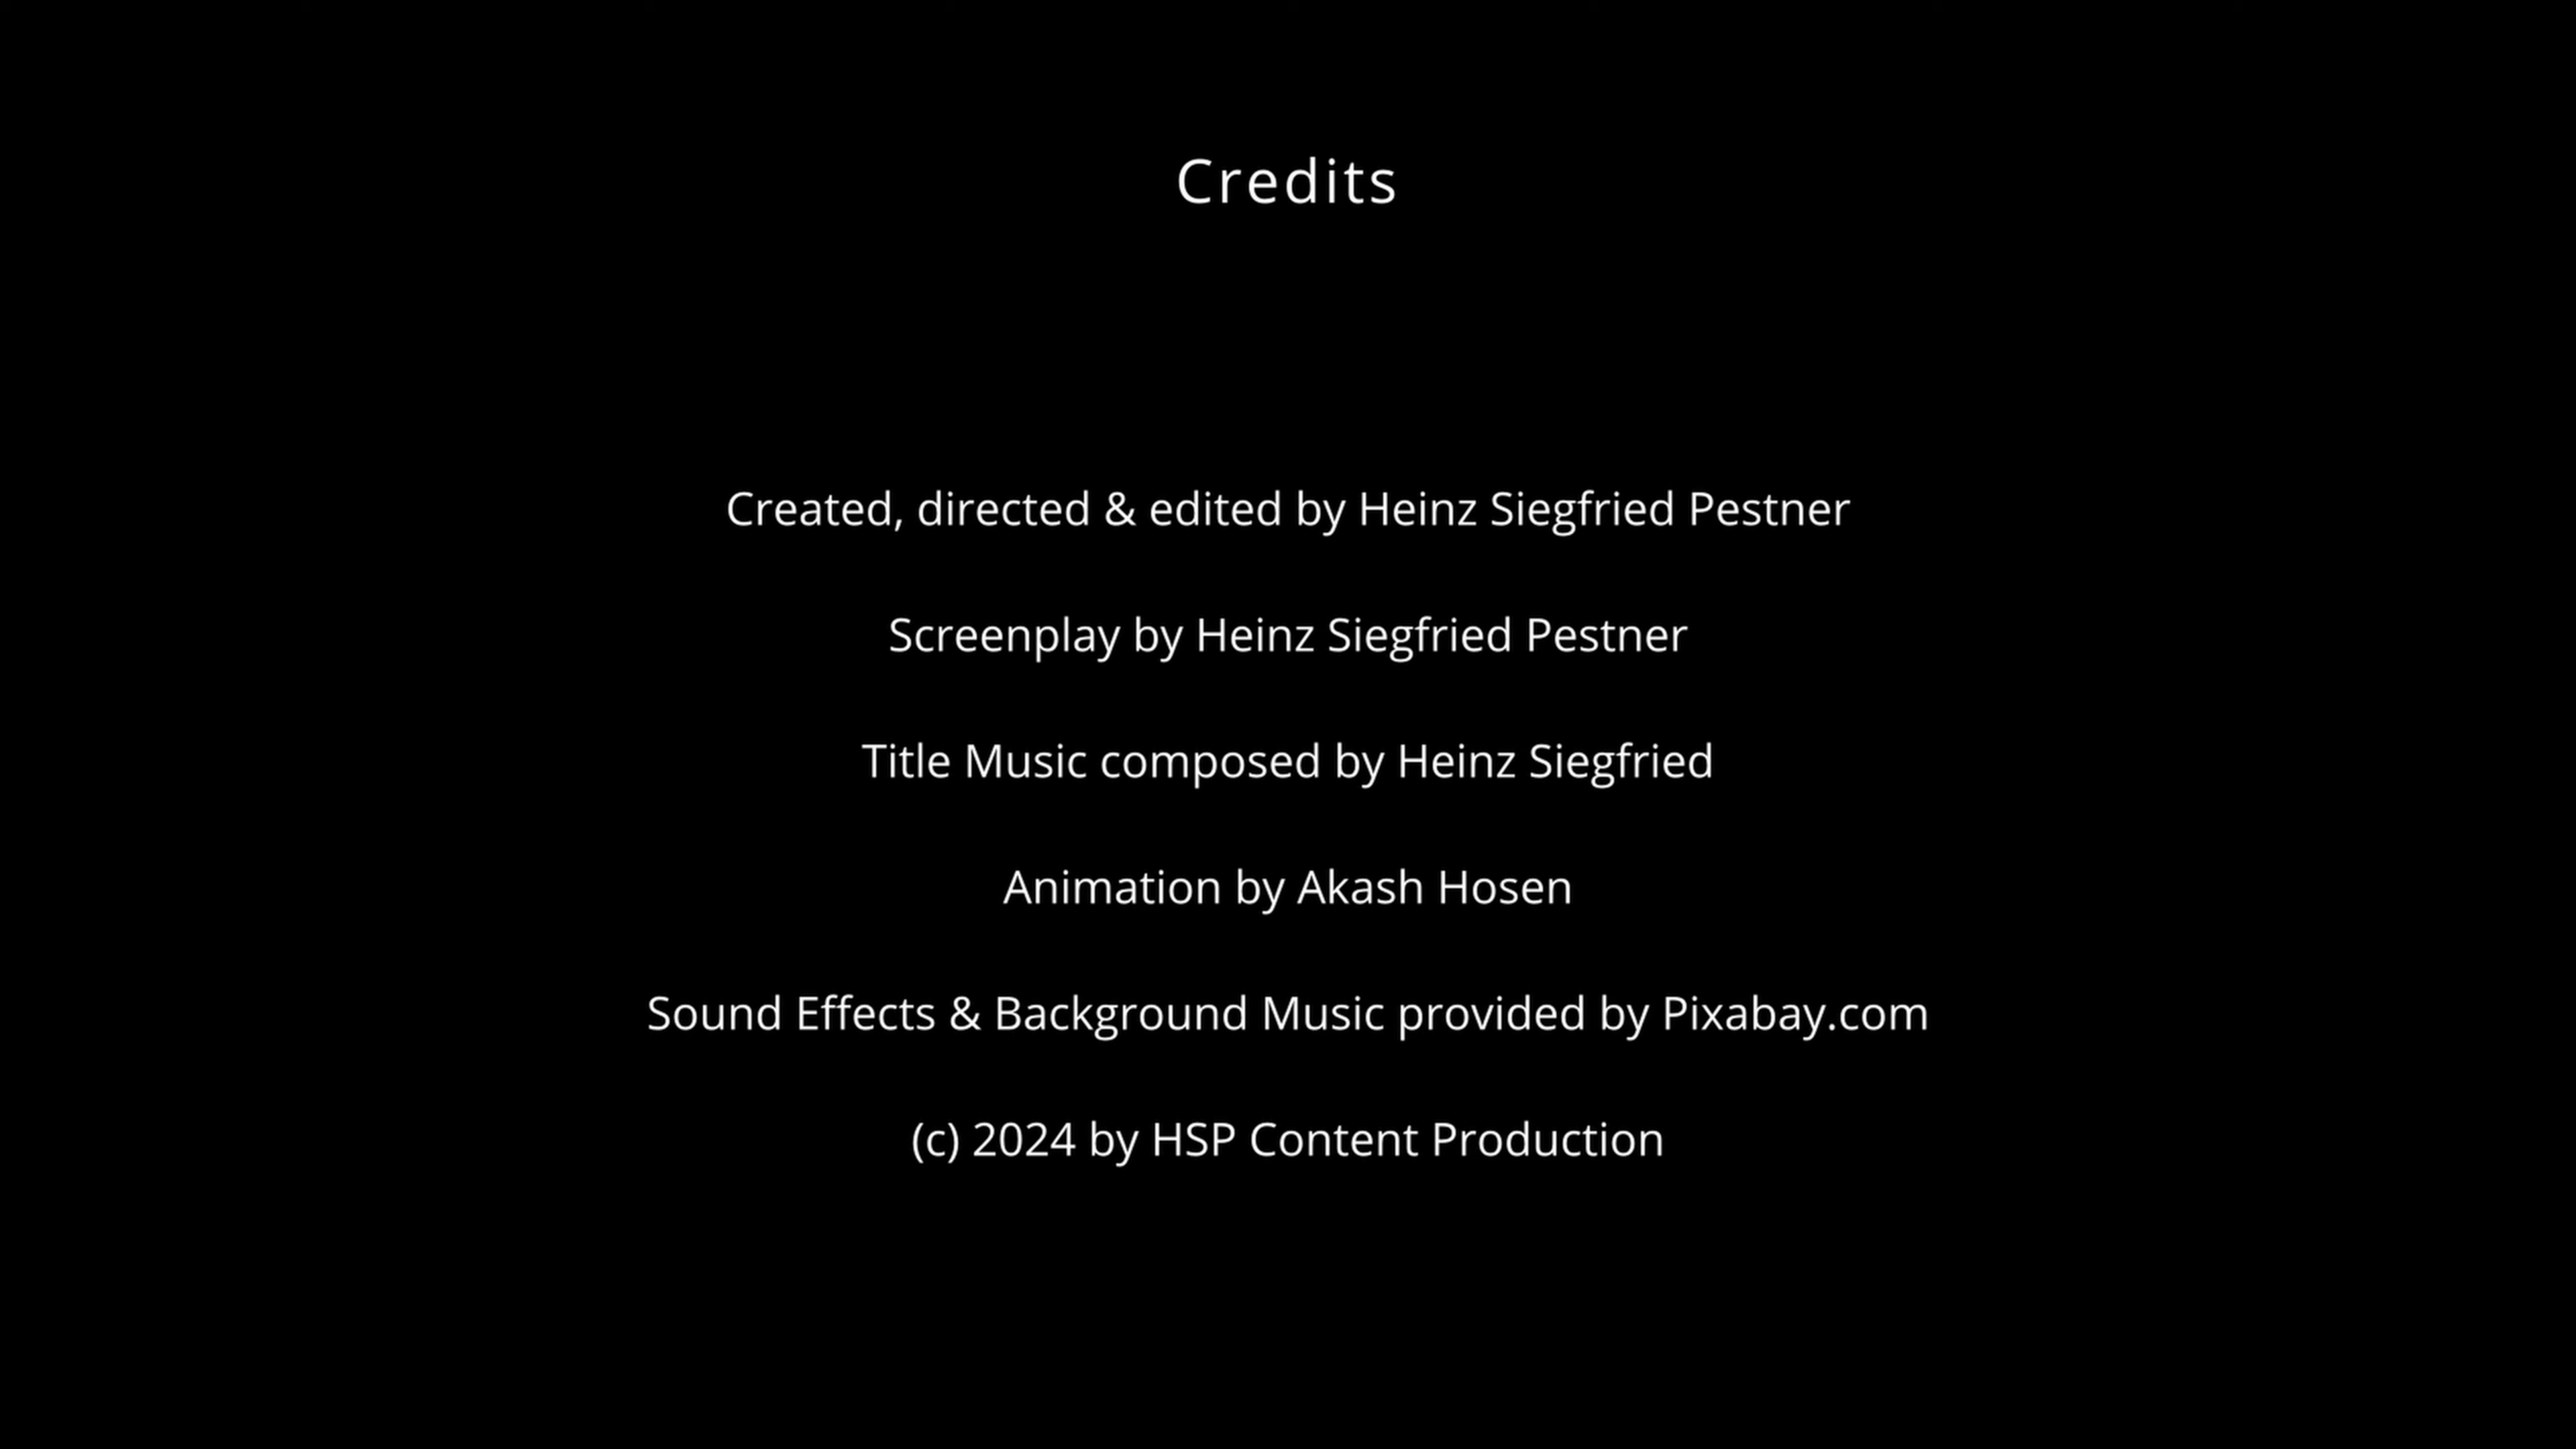 Credits
Created, directed & edited by Heinz Siegfried Pestner
Screenplay by Heinz Siegfried Pestner
Title Music composed by Heinz Siegfried
Animation by Akash Hosen
Sound Effects & Background Music provided by Pixabay.com
(c) 2024 by HSP Content Production